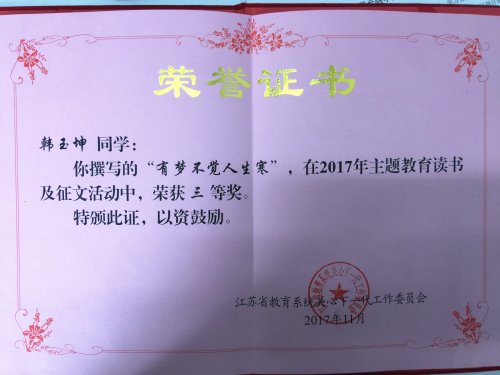 荣誉证书
韩玉坤 同学：
你撰写的“有梦不觉人生寒”，在2017年主题教育读书
及征文活动中，荣获 三 等奖。
特颁此证，以资鼓励。
江苏省教育系统关心下一代工作委员会
2017年11月